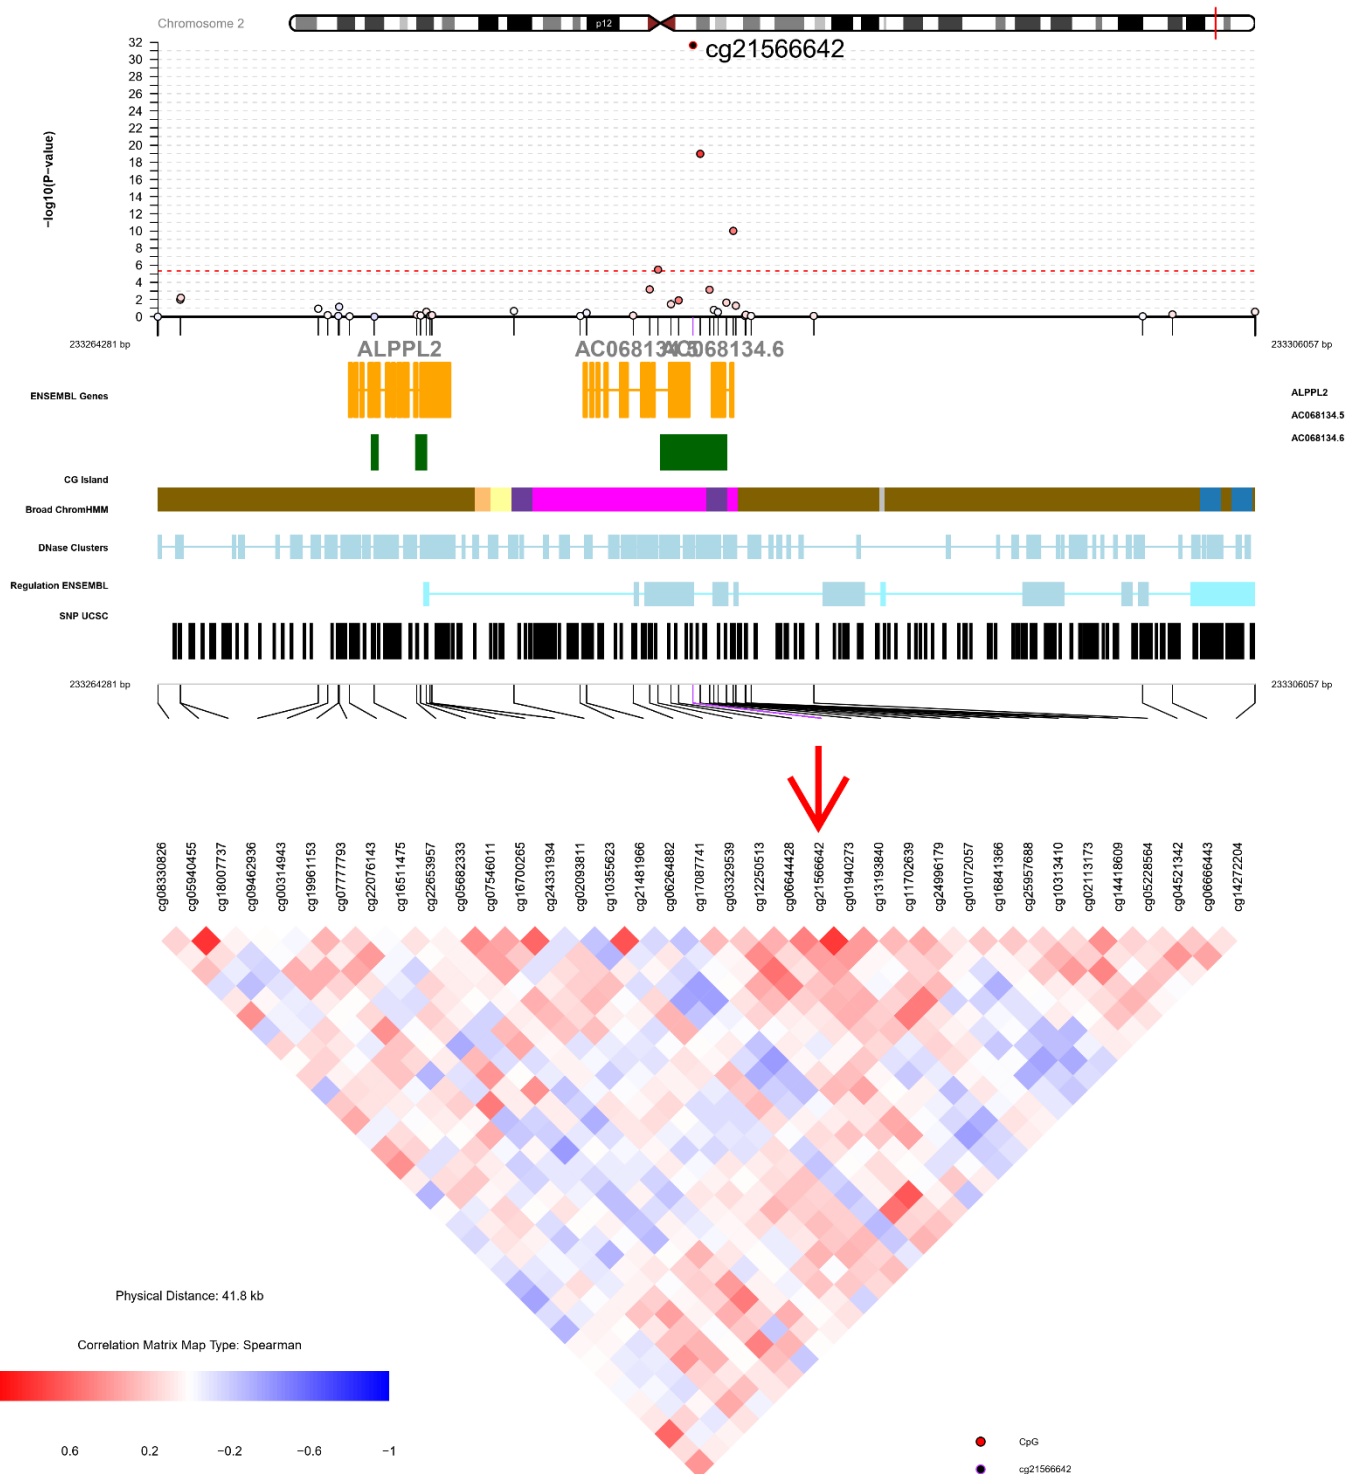 Chromosome 2
p12
32
30
28
26
24
22
20
18
16
14
12
10
8
6
4
2
0
−log10(P−value)
cg21566642
233264281 bp
233306057 bp
ALPPL2
AC068134.5
AC068134.6
ENSEMBL Genes
ALPPL2
AC068134.5
AC068134.6
CG Island
Broad ChromHMM
DNase Clusters
Regulation ENSEMBL
SNP UCSC
233264281 bp
233306057 bp
cg08330826
cg05940455
cg18007737
cg09462936
cg00314943
cg19961153
cg07777793
cg22076143
cg16511475
cg22653957
cg05682333
cg07546011
cg16700265
cg24331934
cg02093811
cg10355623
cg21481966
cg06264882
cg17087741
cg03329539
cg12250513
cg06644428
cg21566642
cg01940273
cg13193840
cg11702639
cg24996179
cg01072057
cg16841366
cg25957688
cg10313410
cg02113173
cg14418609
cg05228564
cg04521342
cg06666443
cg14272204
Physical Distance: 41.8 kb
Correlation Matrix Map Type: Spearman
0.6
0.2
−0.2
−0.6
−1
CpG
cg21566642